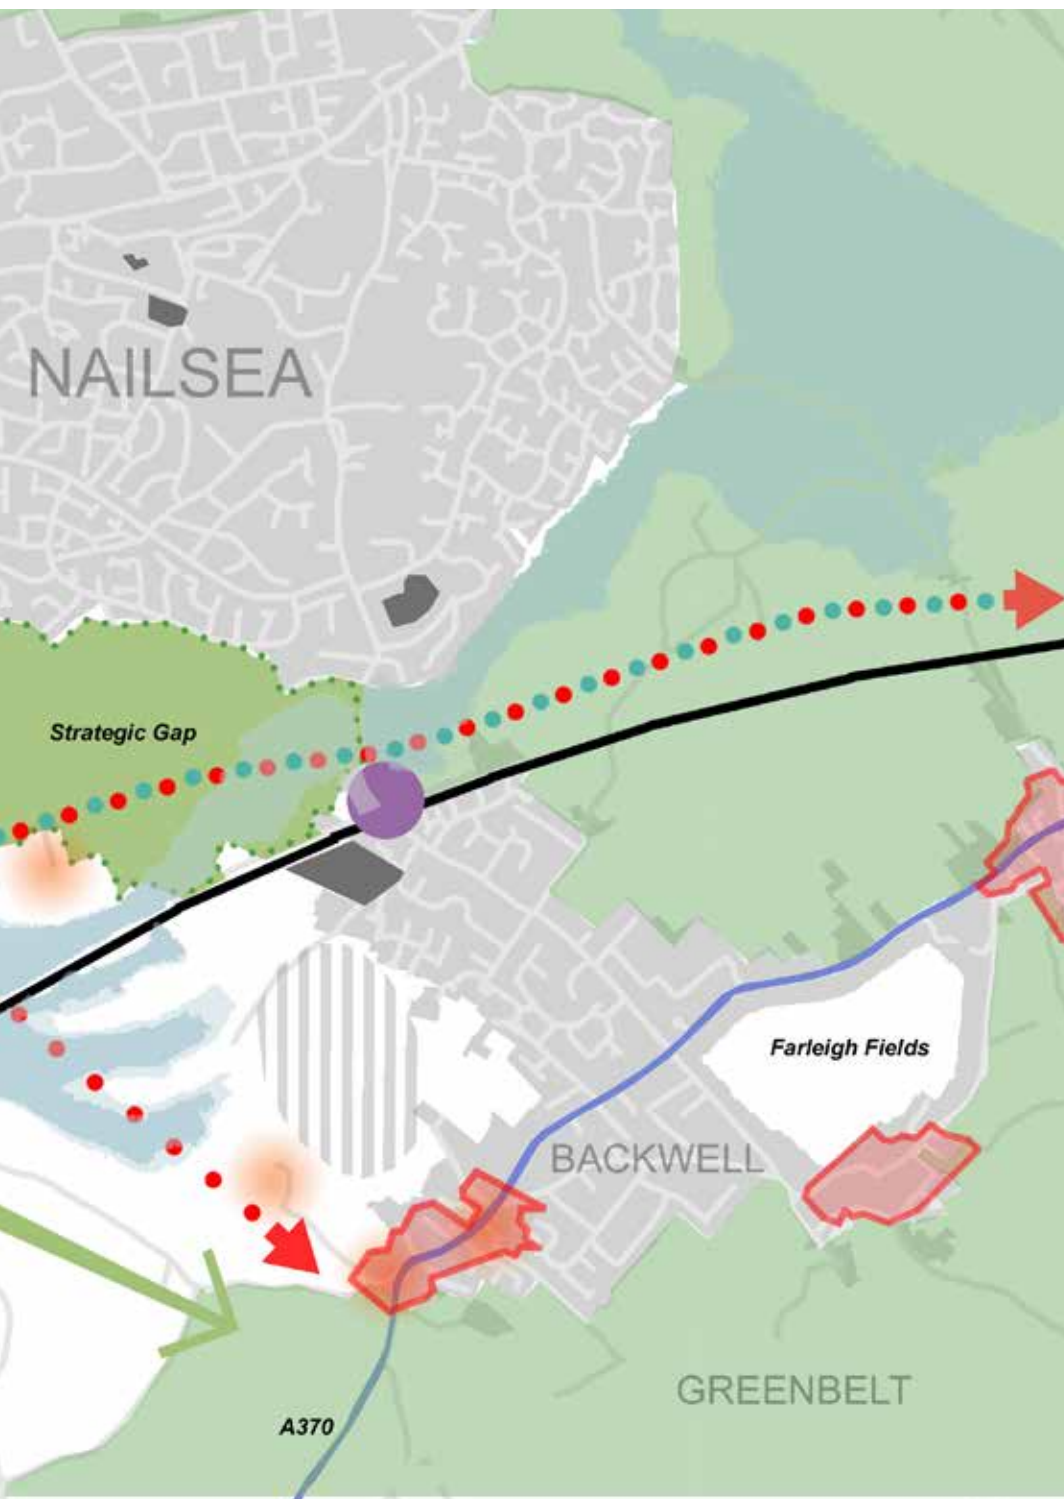 NAILSEA
Strategic Gap
Farleigh Fields
BACKWELL
GREENBELT
A370